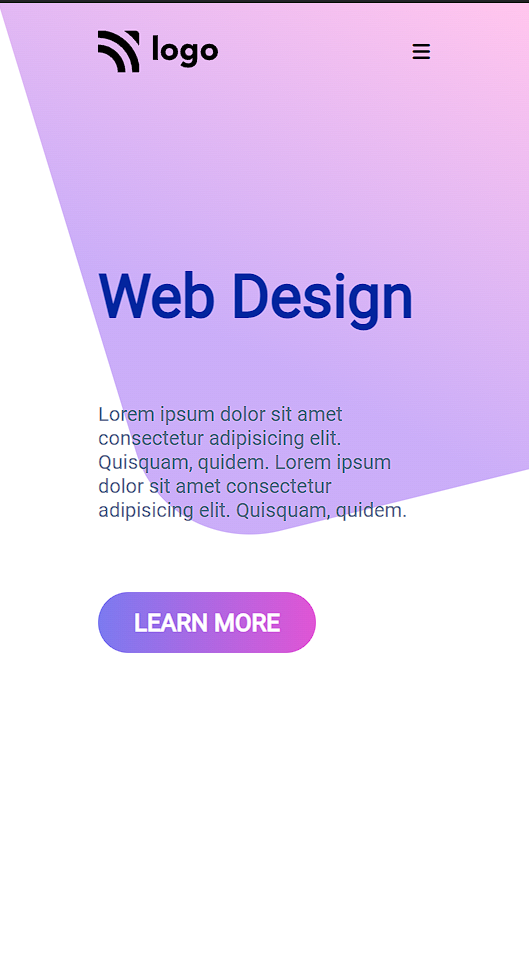 logo
Web Design
Lorem ipsum dolor sit amet
consectetur adipisicing elit.
Quisquam, quidem. Lorem ipsum
dolor sit amet consectetur
adipisicing elit. Quisquam, quidem.
LEARN MORE